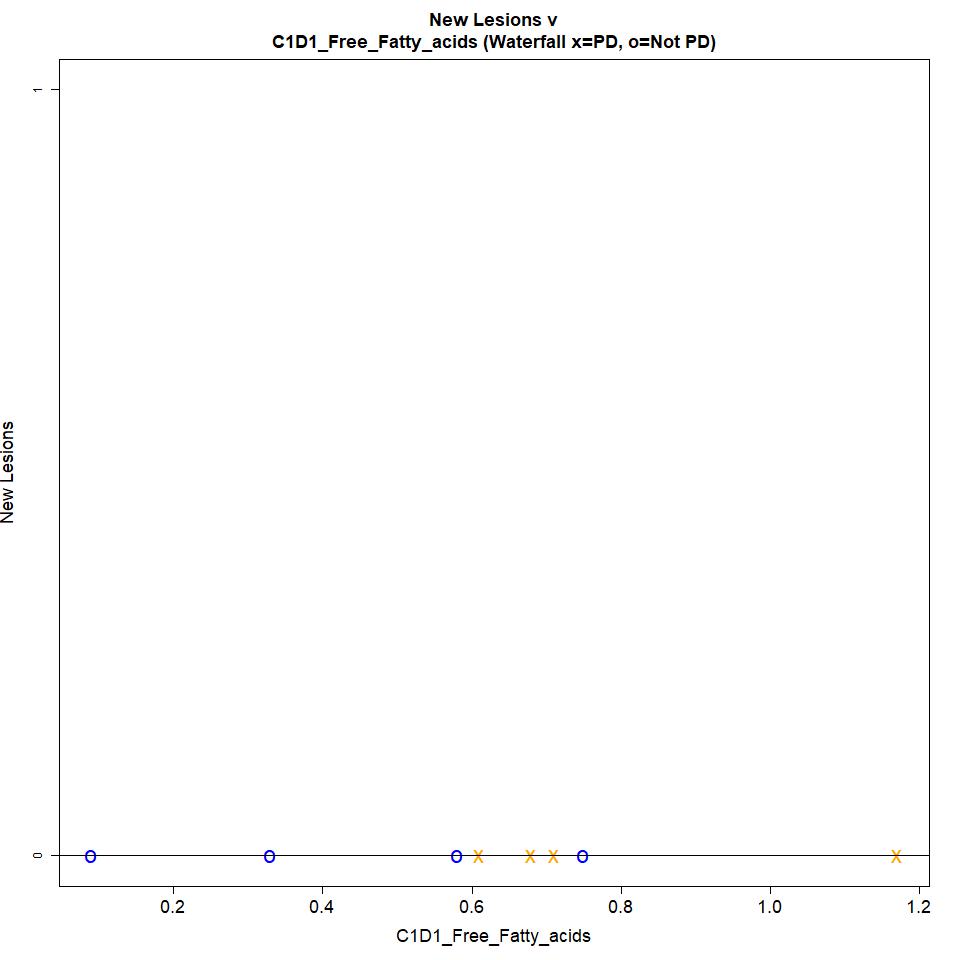 New Lesions v
C1D1_Free_Fatty_acids (Waterfall x=PD, o=Not PD)
1
New Lesions
0
o o o x x x o x
0.2 0.4 0.6 0.8 1.0 1.2
C1D1_Free_Fatty_acids